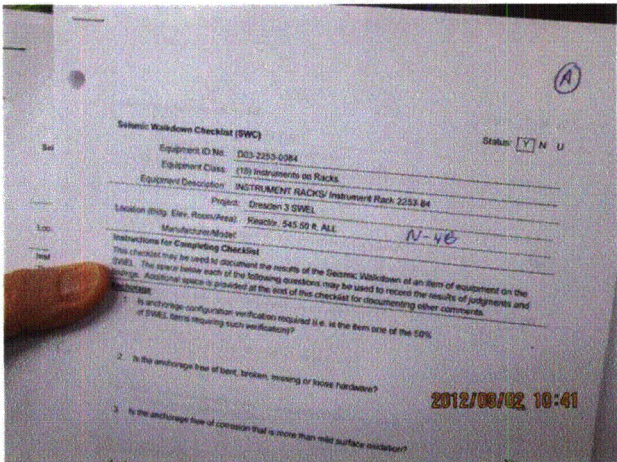 A
Seismic Walkdown Checklist (SWC)
Status: Y N U
Equipment ID No. D03-2253-0084
Equipment Class (18) Instruments on Racks
Equipment Description INSTRUMENT RACKS/ Instrument Rack 2253-84
Project: Dresden 3 SWEL
Location (Bldg, Elev, Room/Area) Reactor, 545.50 ft, ALL
N-46
Manufacturer/Model
Instructions for Completing Checklist
This checklist may be used to document the results of the Seismic Walkdown of an item of equipment on the
SWEL. The space below each of the following questions may be used to record the results of judgments and
Additional space is provided at the end of this checklist for documenting other comments.
1 Is anchorage configuration verification required (i.e. is the item one of the 50%
of SWEL items requiring such verification)?
2. Is the anchorage free of bent, broken, missing or loose hardware?
3 Is the anchorage free of corrosion that is more than mild surface oxidation?
2012/09/02 10:41